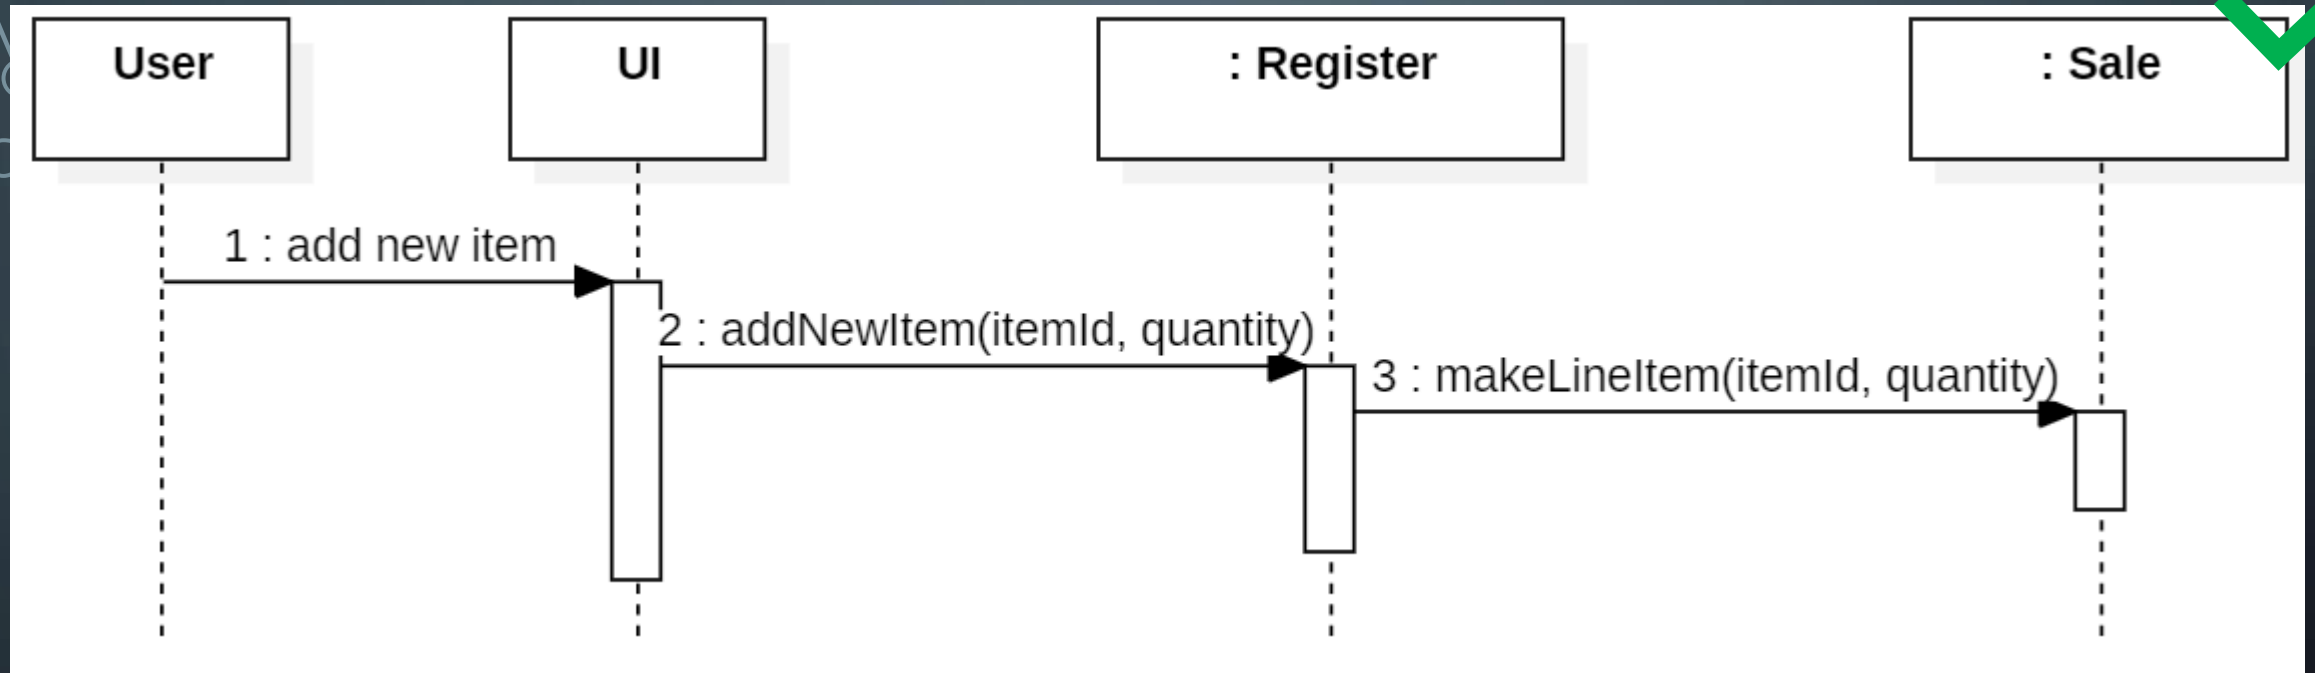 User
UI
: Register
: Sale
1 : add new item
2 : addNewItem(itemId, quantity)
3 : makeLineItem(itemId, quantity)